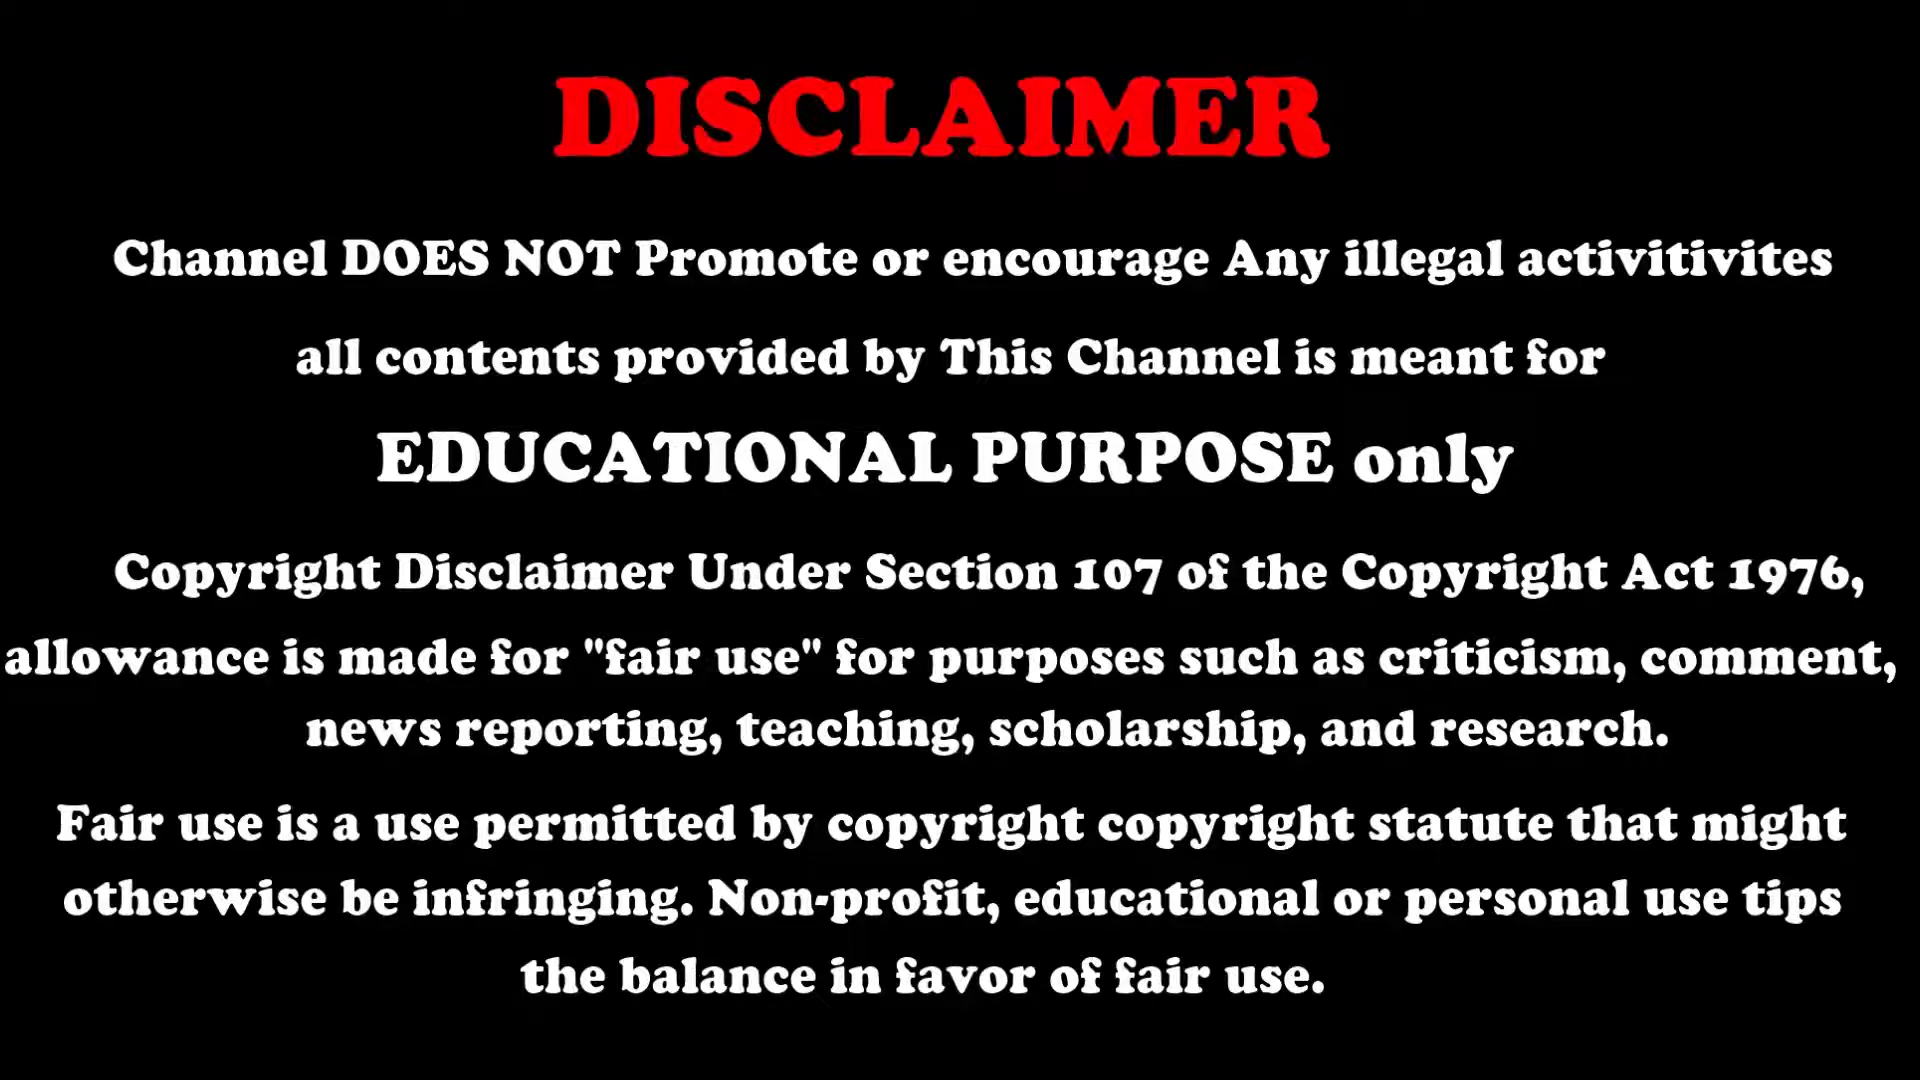 DISCLAIMER
Channel DOES NOT Promote or encourage Any illegal activitivites
all contents provided by This Channel is meant for
EDUCATIONAL PURPOSE only
Copyright Disclaimer Under Section 107 of the Copyright Act 1976,
allowance is made for "fair use" for purposes such as criticism, comment,
news reporting, teaching, scholarship, and research.
Fair use is a use permitted by copyright copyright statute that might
otherwise be infringing. Non-profit, educational or personal use tips
the balance in favor of fair use.